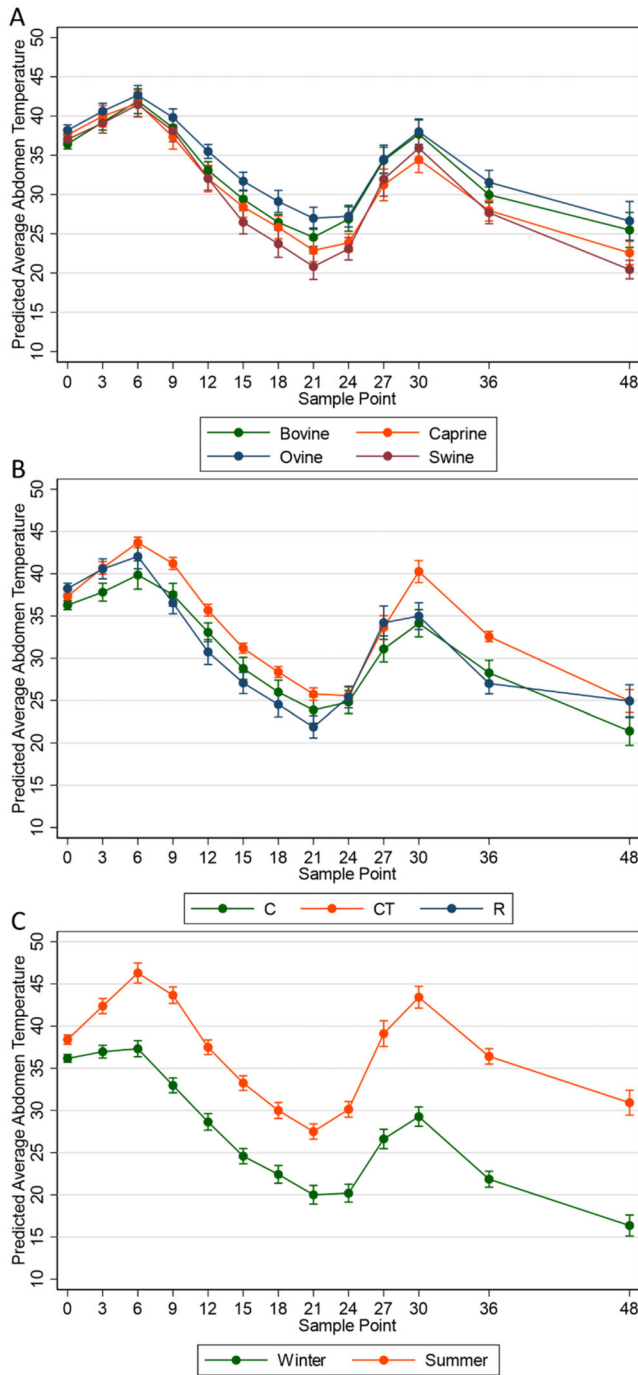 A
Predicted Average Abdomen Temperature
50
45
40
35
30
25
20
15
10
0 3 6 9 12 15 18 21 24 27 30 36 48
Sample Point
Bovine Caprine
Ovine Swine
B
Predicted Average Abdomen Temperature
50
45
40
35
30
25
20
15
10
0 3 6 9 12 15 18 21 24 27 30 36 48
Sample Point
C CT R
C
Predicted Average Abdomen Temperature
50
45
40
35
30
25
20
15
10
0 3 6 9 12 15 18 21 24 27 30 36 48
Sample Point
Winter Summer